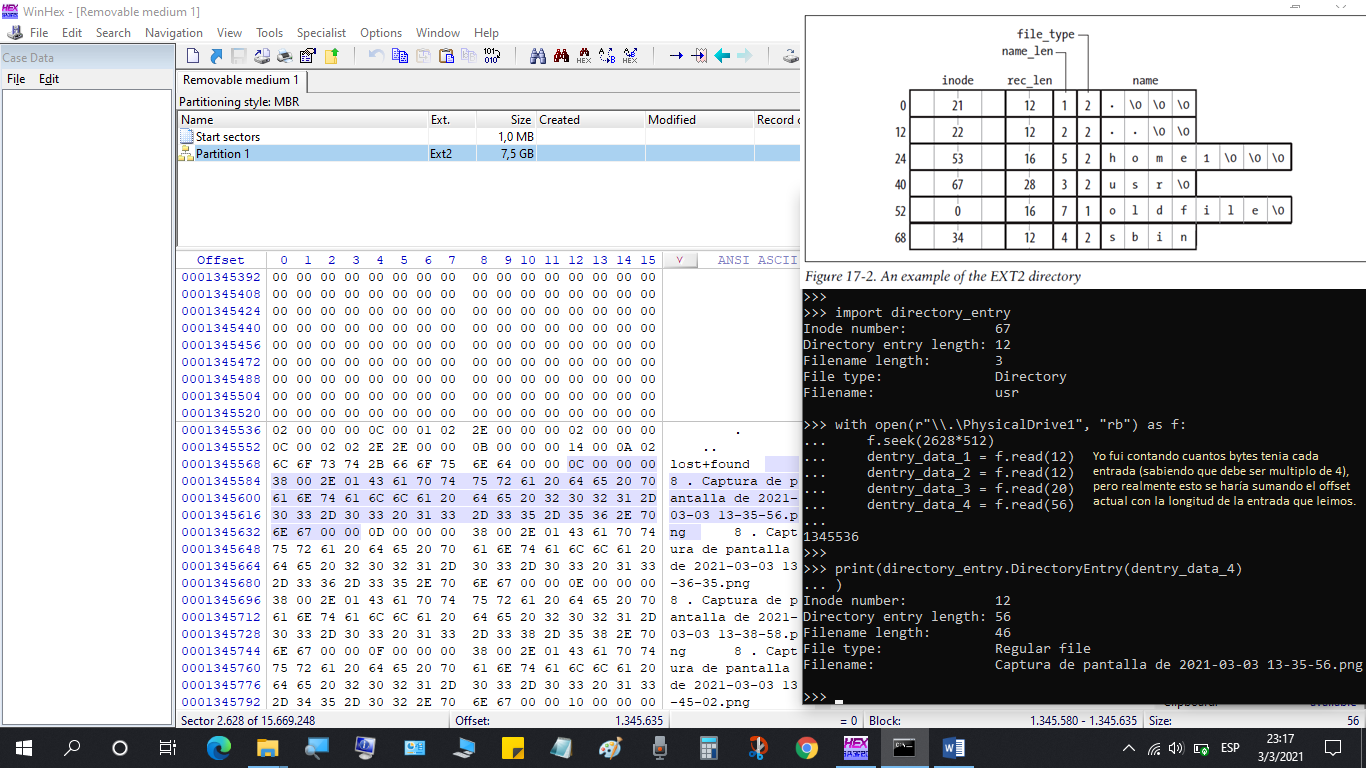 WinHex - [Removable medium 1]
File Edit Search Navigation View Tools Specialist Options Window Help
Case Data
File Edit
Removable medium 1
Partitioning style: MBR
Name Ext. Size Created Modified Record c
Start sectors 1,0 MB
Partition 1 Ext2 7,5 GB
Offset 0 1 2 3 4 5 6 7 8 9 10 11 12 13 14 15 v ANSI ASCII
0001345392 00 00 00 00 00 00 00 00 00 00 00 00 00 00 00 00
0001345408 00 00 00 00 00 00 00 00 00 00 00 00 00 00 00 00
0001345424 00 00 00 00 00 00 00 00 00 00 00 00 00 00 00 00
0001345440 00 00 00 00 00 00 00 00 00 00 00 00 00 00 00 00
0001345456 00 00 00 00 00 00 00 00 00 00 00 00 00 00 00 00
0001345472 00 00 00 00 00 00 00 00 00 00 00 00 00 00 00 00
0001345488 00 00 00 00 00 00 00 00 00 00 00 00 00 00 00 00
0001345504 00 00 00 00 00 00 00 00 00 00 00 00 00 00 00 00
0001345520 00 00 00 00 00 00 00 00 00 00 00 00 00 00 00 00
0001345536 02 00 00 00 0C 00 01 02 2E 00 00 00 02 00 00 00 .
0001345552 0C 00 02 02 2E 2E 00 00 0B 00 00 00 14 00 0A 02 ..
0001345568 6C 6F 73 74 2B 66 6F 75 6E 64 00 00 0C 00 00 00 lost+found
0001345584 38 00 2E 01 43 61 70 74 75 72 61 20 64 65 20 70 8 . Captura de p
0001345600 61 6E 74 61 6C 6C 61 20 64 65 20 32 30 32 31 2D antalla de 2021-
0001345616 30 33 2D 30 33 20 31 33 2D 33 35 2D 35 36 2E 70 03-03 13-35-56.p
0001345632 6E 67 00 00 0D 00 00 00 38 00 2E 01 43 61 70 74 ng 8 . Capt
0001345648 75 72 61 20 64 65 20 70 61 6E 74 61 6C 6C 61 20 ura de pantalla
0001345664 64 65 20 32 30 32 31 2D 30 33 2D 30 33 20 31 33 de 2021-03-03 13
0001345680 2D 33 36 2D 33 35 2E 70 6E 67 00 00 0E 00 00 00 -36-35.png
0001345696 38 00 2E 01 43 61 70 74 75 72 61 20 64 65 20 70 8 . Captura de p
0001345712 61 6E 74 61 6C 6C 61 20 64 65 20 32 30 32 31 2D antalla de 2021-
0001345728 30 33 2D 30 33 20 31 33 2D 33 38 2D 35 38 2E 70 03-03 13-38-58.p
0001345744 6E 67 00 00 0F 00 00 00 38 00 2E 01 43 61 70 74 ng 8 . Capt
0001345760 75 72 61 20 64 65 20 70 61 6E 74 61 6C 6C 61 20 ura de pantalla
0001345776 64 65 20 32 30 32 31 2D 30 33 2D 30 33 20 31 33 de 2021-03-03 13
0001345792 2D 34 35 2D 30 32 2E 70 6E 67 00 00 10 00 00 00 -45-02.png
Sector 2.628 of 15.669.248 Offset: 1.345.635 = 0 Block: 1.345.580 - 1.345.635 Size: 56
file_type
name_len
inode rec_len name
0 21 12 1 2 . \0 \0 \0
12 22 12 2 2 . . \0 \0
24 53 16 5 2 h o m e 1 \0 \0 \0
40 67 28 3 2 u s r \0
52 0 16 7 1 o l d f i l e \0
68 34 12 4 2 s b i n
Figure 17-2. An example of the EXT2 directory
>>>
>>> import directory_entry
Inode number: 67
Directory entry length: 12
Filename length: 3
File type: Directory
Filename: usr
>>> with open(r"\\.\PhysicalDrive1", "rb") as f:
... f.seek(2628*512)
... dentry_data_1 = f.read(12)
... dentry_data_2 = f.read(12)
... dentry_data_3 = f.read(20)
... dentry_data_4 = f.read(56)
...
Yo fui contando cuantos bytes tenia cada
entrada (sabiendo que debe ser multiplo de 4),
pero realmente esto se haría sumando el offset
actual con la longitud de la entrada que leimos.
1345536
>>>
>>> print(directory_entry.DirectoryEntry(dentry_data_4)
... )
Inode number: 12
Directory entry length: 56
Filename length: 46
File type: Regular file
Filename: Captura de pantalla de 2021-03-03 13-35-56.png
>>>
ESP
23:17
3/3/2021